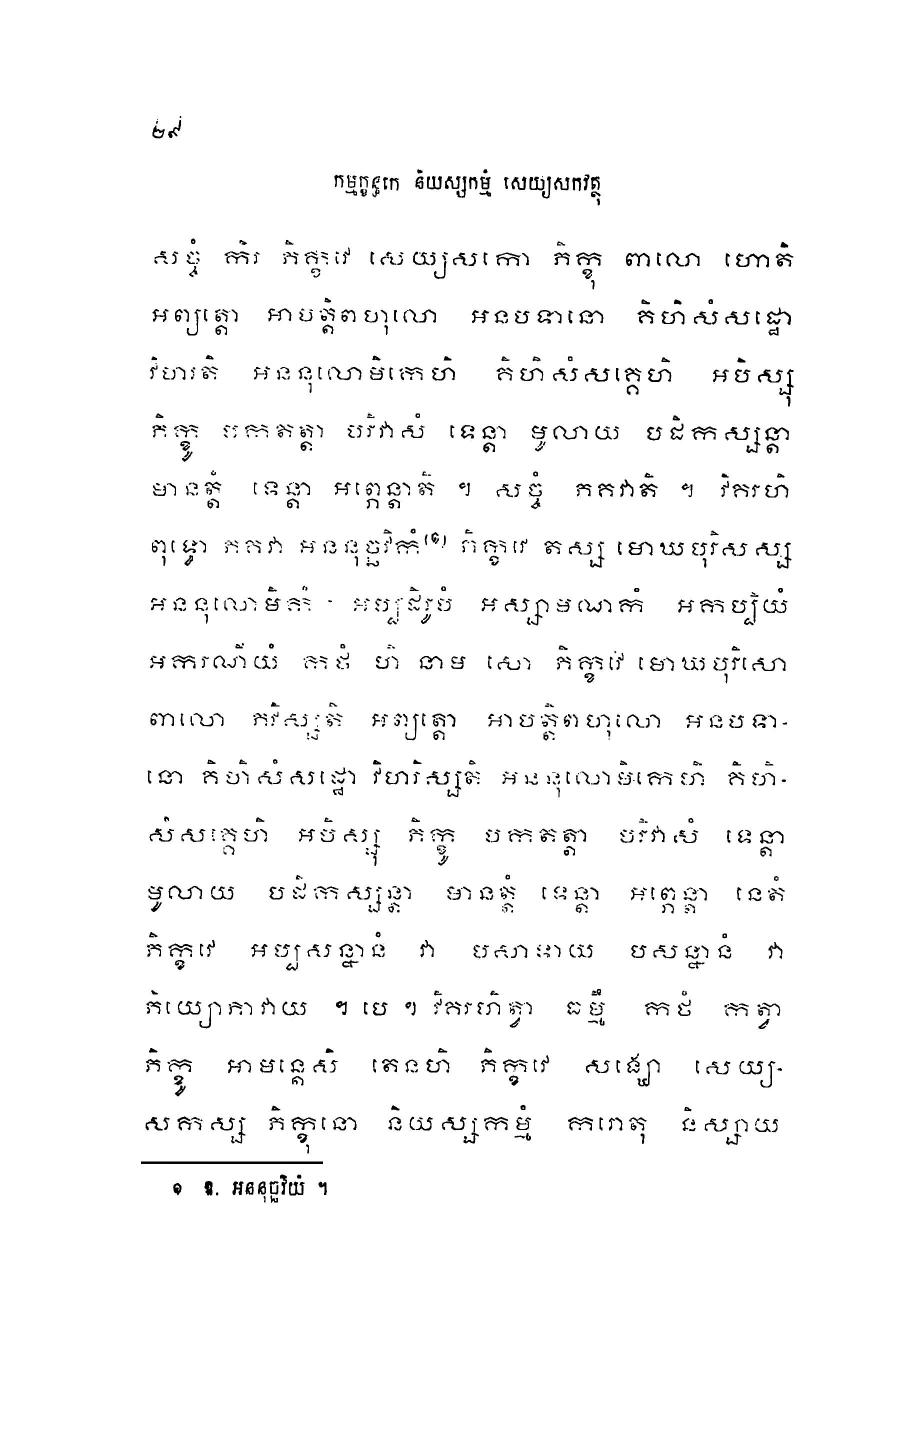 ២៩
កម្មក្ខន្ធកេ និយស្សកម្មំ សេយ្យសកវត្ថុ
សច្ចំ កិរ ភិក្ខវេ សេយ្យសកោ ភិក្ខុ ពាលោ ហោតិ
អព្យត្តោ អាបត្តិពហុលោ អនបទានោ គិហិសំសដ្ឋោ
វិហរតិ អននុលោមិកេហិ គិហិសំសគ្គេហិ អបិស្សុ
ភិក្ខូ បកតត្តា បរិវាសំ ទេន្តា មូលាយ បដិកស្សន្តា
មានត្តំ ទេន្តា អព្ភេន្តាតិ ។ សច្ចំ ភគវាតិ ។ វិគរហិ
ពុទ្ធោ ភគវា អននុច្ឆវិកំ(១) ភិក្ខវេ តស្ស មោឃបុរិសស្ស
អននុលោមិកំ អប្បដិរូបំ អស្សាមណកំ អកប្បិយំ
អករណីយំ កថំ ហិ នាម សោ ភិក្ខវេ មោឃបុរិសោ
ពាលោ ភវិស្សតិ អព្យត្តោ អាបត្តិពហុលោ អនបទា-
នោ គិហិសំសដ្ឋោ វិហរិស្សតិ អននុលោមិកេហិ គិហិ-
សំសគ្គេហិ អបិស្សុ ភិក្ខូ បកតត្តា បរិវាសំ ទេន្តា
មូលាយ បដិកស្សន្តា មានត្តំ ទេន្តា អព្ភេន្តា នេតំ
ភិក្ខវេ អប្បសន្នានំ វា បសាទាយ បសន្នានំ វា
ភិយ្យោភាវាយ ។ បេ ។ វិគរហិត្វា ធម្មឹ កថំ កត្វា
ភិក្ខូ អាមន្តេសិ តេនហិ ភិក្ខវេ សង្ឃោ សេយ្យ-
សកស្ស ភិក្ខុនោ និយស្សកម្មំ ករោតុ និស្សាយ
១ ឱ. អននុច្ឆវិយំ ។